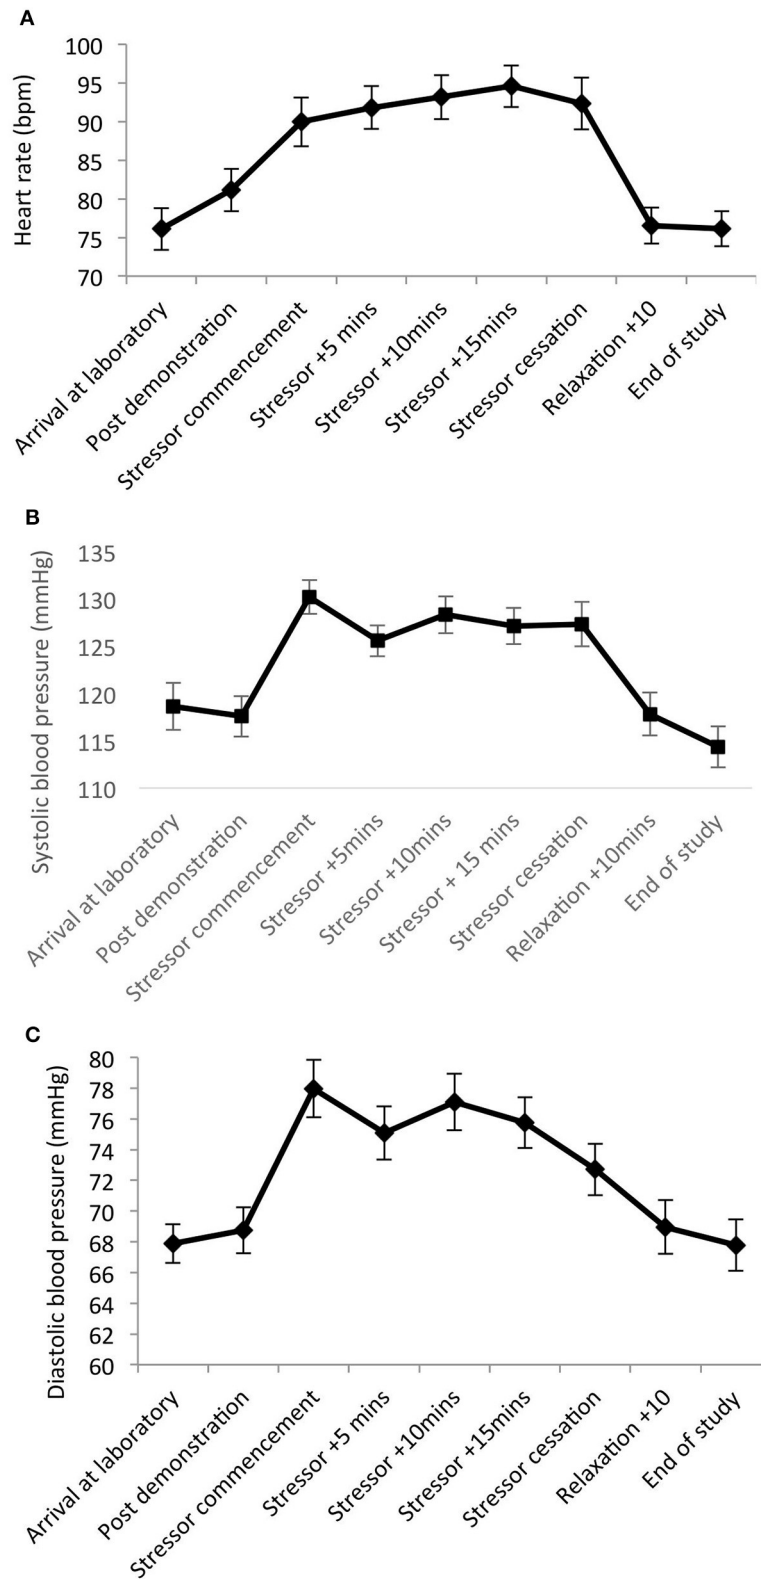 A
Heart rate (bpm)
100
95
90
85
80
75
70
Arrival at laboratory
Post demonstration
Stressor commencement
Stressor +5 mins
Stressor +10mins
Stressor +15mins
Stressor cessation
Relaxation +10
End of study
B
Systolic blood pressure (mmHg)
135
130
125
120
115
110
Arrival at laboratory
Post demonstration
Stressor commencement
Stressor +5mins
Stressor +10mins
Stressor + 15 mins
Stressor cessation
Relaxation +10mins
End of study
C
Diastolic blood pressure (mmHg)
80
78
76
74
72
70
68
66
64
62
60
Arrival at laboratory
Post demonstration
Stressor commencement
Stressor +5 mins
Stressor +10mins
Stressor +15mins
Stressor cessation
Relaxation +10
End of study